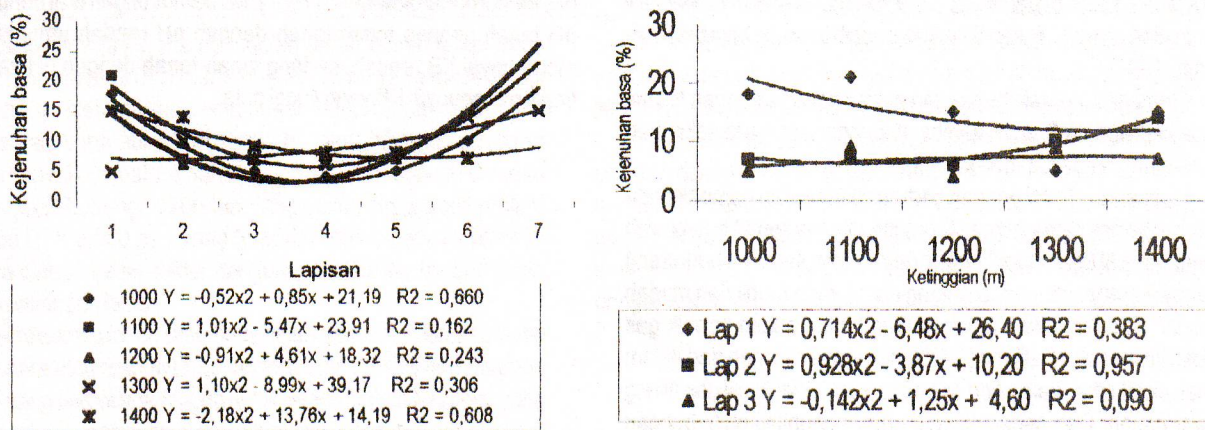 Kejenuhan basa (%)
30
25
20
15
10
5
0
1 2 3 4 5 6 7
Lapisan
1000 Y = -0,52x2 + 0,85x + 21,19 R2 = 0,660
1100 Y = 1,01x2 - 5,47x + 23,91 R2 = 0,162
1200 Y = -0,91x2 + 4,61x + 18,32 R2 = 0,243
1300 Y = 1,10x2 - 8,99x + 39,17 R2 = 0,306
1400 Y = -2,18x2 + 13,76x + 14,19 R2 = 0,608
Kejenuhan basa (%)
30
20
10
0
1000 1100 1200 1300 1400
Ketinggian (m)
Lap 1 Y = 0,714x2 - 6,48x + 26,40 R2 = 0,383
Lap 2 Y = 0,928x2 - 3,87x + 10,20 R2 = 0,957
Lap 3 Y = -0,142x2 + 1,25x + 4,60 R2 = 0,090